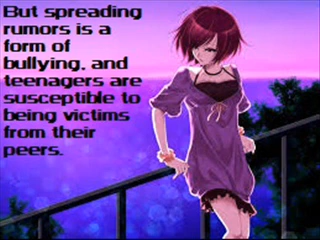 But spreading
rumors is a
form of
bullying, and
teenagers are
susceptible to
being victims
from their
peers.